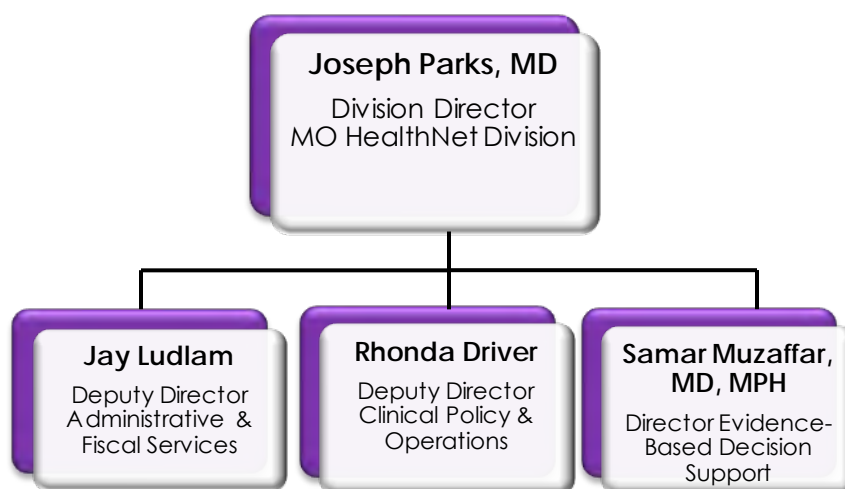 Joseph Parks, MD
Division Director
MO HealthNet Division
Jay Ludlam
Deputy Director
Administrative &
Fiscal Services
Rhonda Driver
Deputy Director
Clinical Policy &
Operations
Samar Muzaffar,
MD, MPH
Director Evidence-
Based Decision
Support